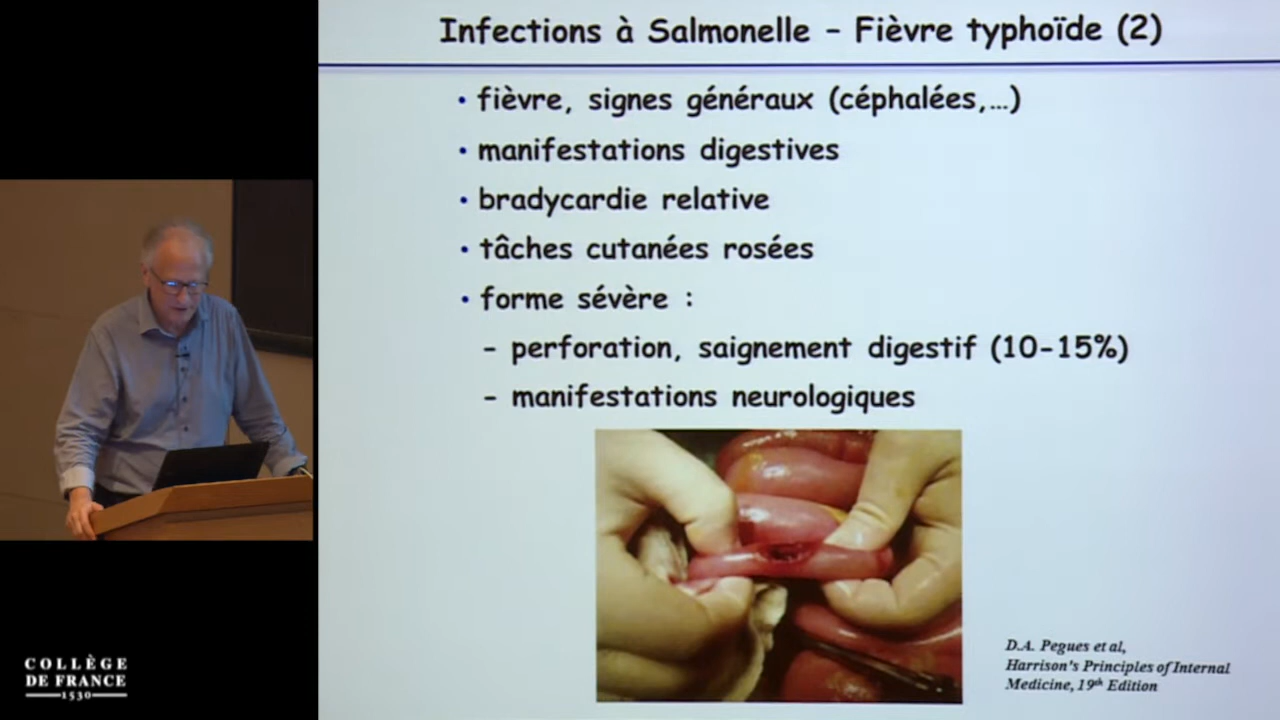 Infections à Salmonelle – Fièvre typhoïde (2)
• fièvre, signes généraux (céphalées,…)
• manifestations digestives
• bradycardie relative
• tâches cutanées rosées
• forme sévère :
– perforation, saignement digestif (10-15%)
– manifestations neurologiques
D.A. Pegues et al,
Harrison's Principles of Internal
Medicine, 19th Edition
COLLÈGE
DE FRANCE
1530